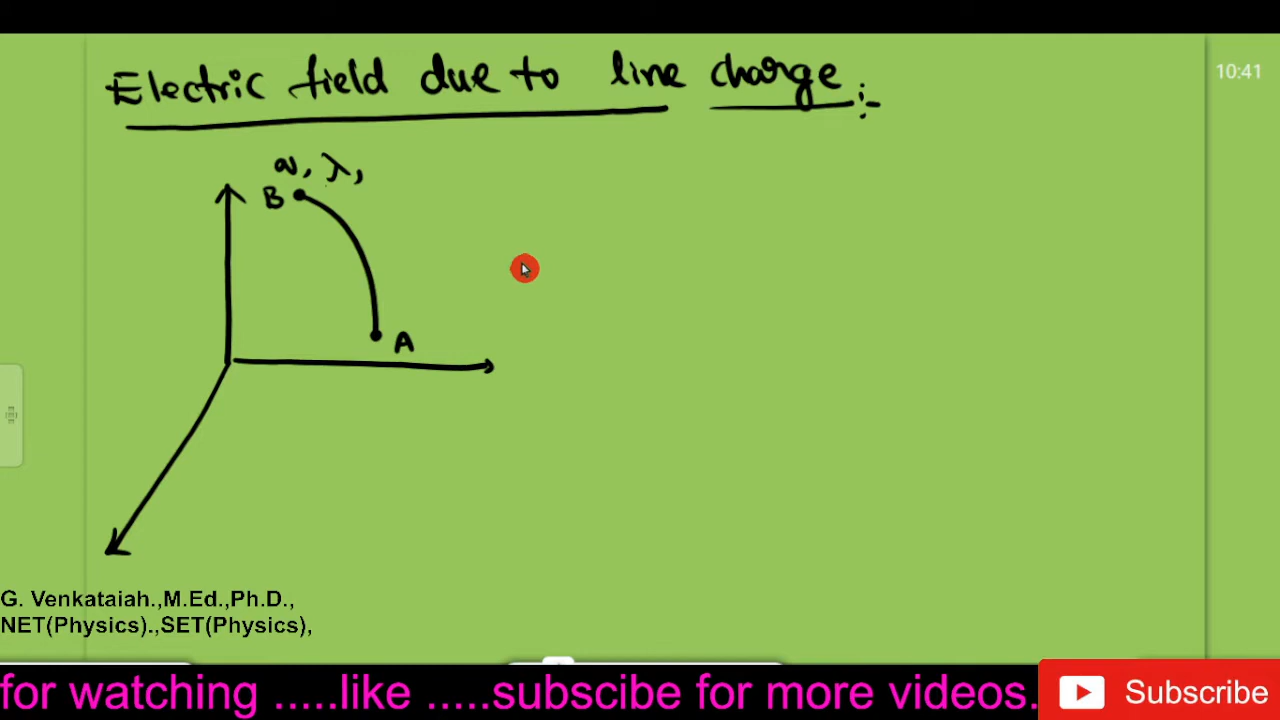 Electric field due to line charge :-
10:41
α, λ,
B
A
G. Venkataiah.,M.Ed.,Ph.D.,
NET(Physics).,SET(Physics),
for watching .....like .....subscibe for more videos.
Subscribe